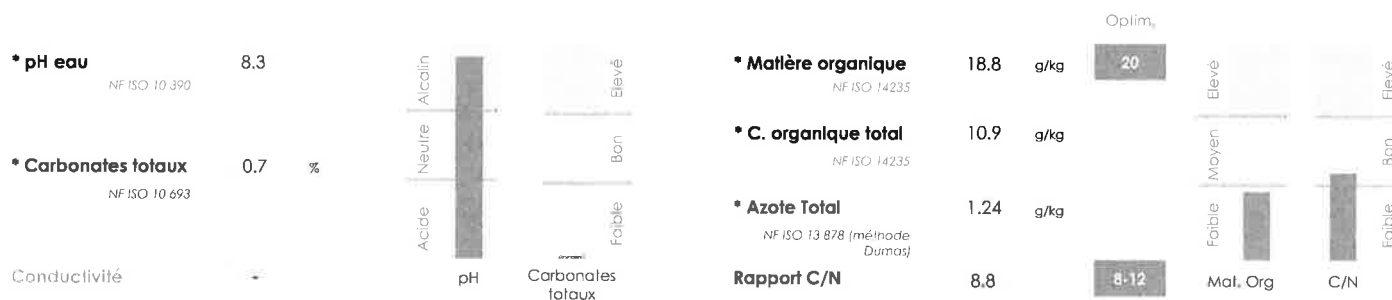 Optim.
* pH eau 8.3
NF ISO 10 390
* Carbonates totaux 0.7 %
NF ISO 10 693
Conductivité -
Alcalin
Neutre
Acide
pH
Elevé
Bon
Faible
Carbonates
totaux
* Matière organique 18.8 g/kg 20
NF ISO 14235
* C. organique total 10.9 g/kg
NF ISO 14235
* Azote Total 1.24 g/kg
NF ISO 13 878 (méthode
Dumas)
Rapport C/N 8.8 8-12
Elevé
Moyen
Faible
Mat. Org
Elevé
Bon
Faible
C/N